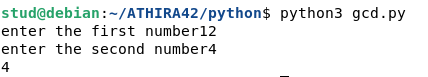 stud@debian:~/ATHIRA42/python$ python3 gcd.py
enter the first number12
enter the second number4
4